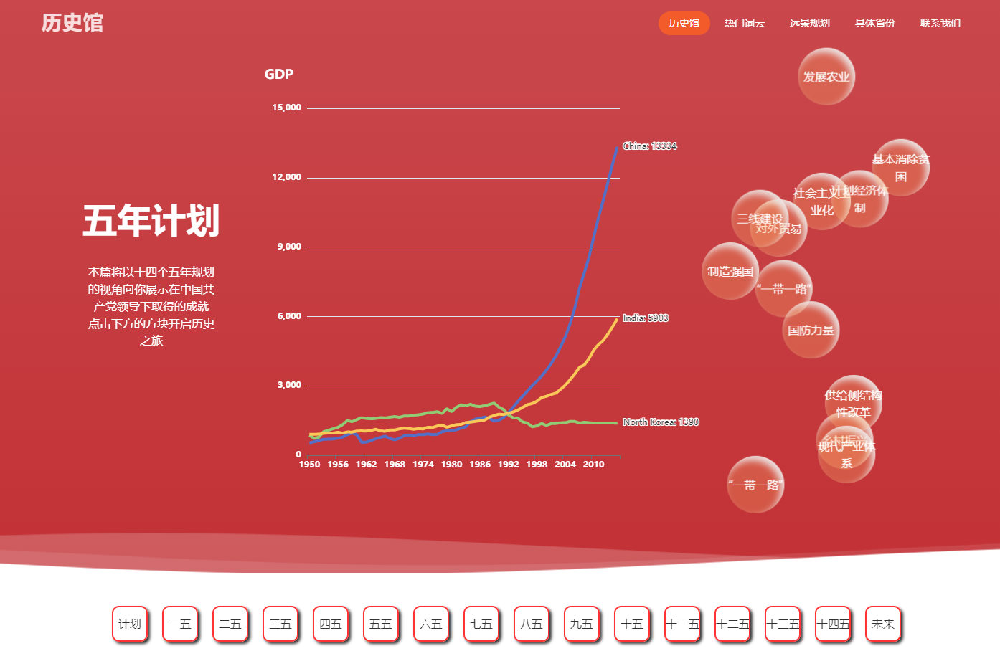 历史馆
历史馆
热门词云
远景规划
具体省份
联系我们
GDP
15,000
12,000
9,000
6,000
3,000
0
1950 1956 1962 1968 1974 1980 1986 1992 1998 2004 2010
China: 13334
India: 5903
North Korea: 1390
五年计划
本篇将以十四个五年规划
的视角向你展示在中国共
产党领导下取得的成就
点击下方的方块开启历史
之旅
发展农业
基本消除贫
困
社会主义工
业化
计划经济体
制
三线建设
对外贸易
制造强国
“一带一路”
国防力量
供给侧结构
性改革
乡村振兴
现代产业体
系
“一带一路”
计划
一五
二五
三五
四五
五五
六五
七五
八五
九五
十五
十一五
十二五
十三五
十四五
未来